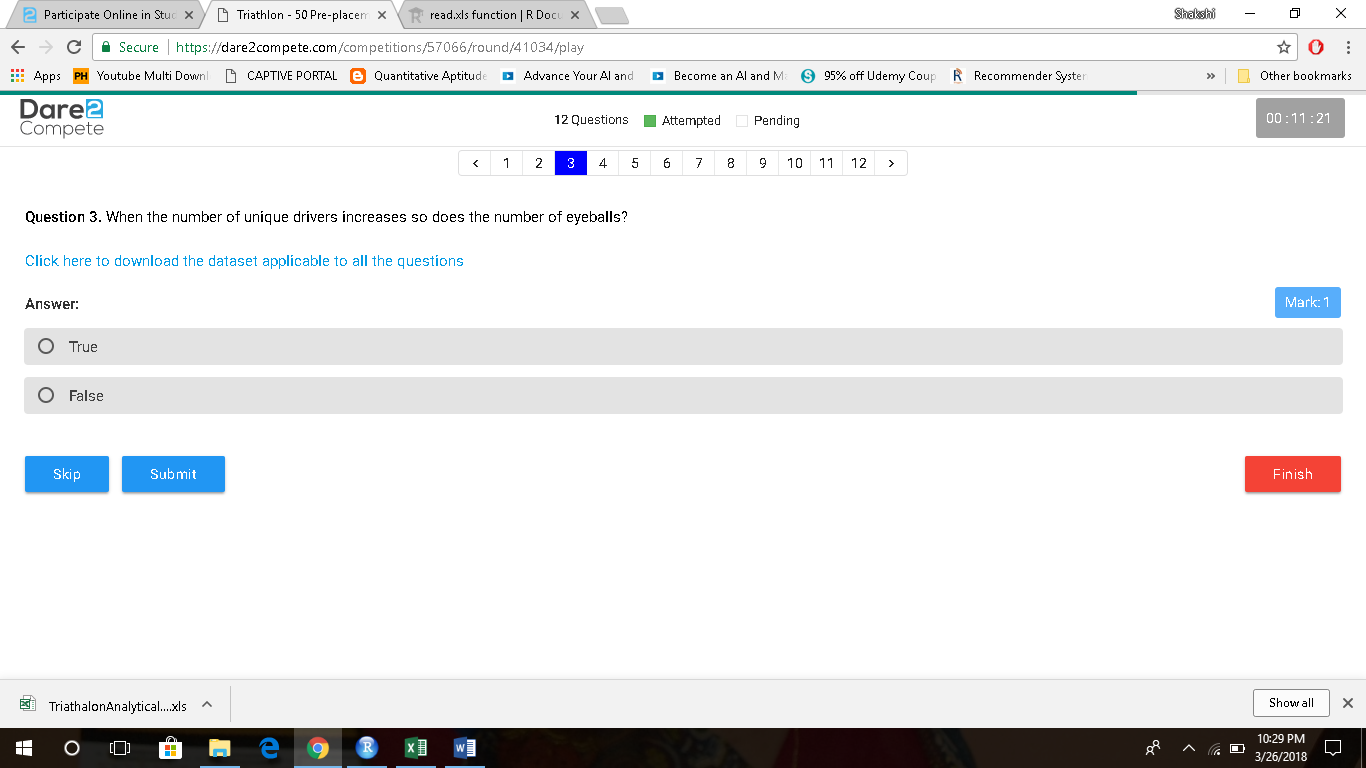 Participate Online in Stud
Triathlon - 50 Pre-placem
read.xls function | R Docu
Shakshi
Secure
https://dare2compete.com/competitions/57066/round/41034/play
Apps
PH Youtube Multi Downl
CAPTIVE PORTAL
Quantitative Aptitude
Advance Your AI and
Become an AI and M
95% off Udemy Coup
Recommender System
»
Other bookmarks
Dare2
Compete
12 Questions
Attempted
Pending
00 : 11 : 21
< 1 2 3 4 5 6 7 8 9 10 11 12 >
Question 3. When the number of unique drivers increases so does the number of eyeballs?
Click here to download the dataset applicable to all the questions
Answer:
Mark: 1
True
False
Skip
Submit
Finish
TriathalonAnalytical....xls
Show all
10:29 PM
3/26/2018